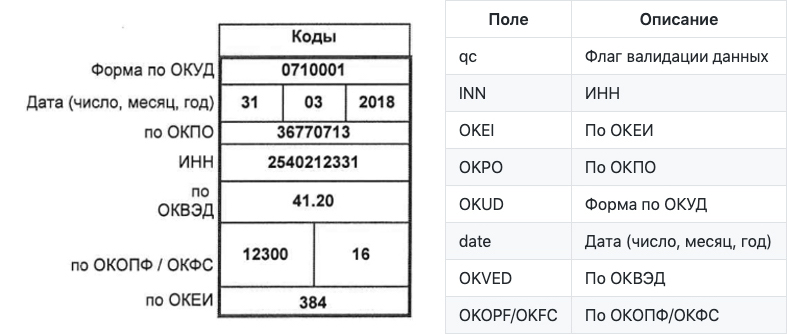 Коды
Форма по ОКУД 0710001
Дата (число, месяц, год) 31 03 2018
по ОКПО 36770713
ИНН 2540212331
по
ОКВЭД 41.20
по ОКОПФ / ОКФС 12300 16
по ОКЕИ 384
Поле Описание
qc Флаг валидации данных
INN ИНН
OKEI По ОКЕИ
OKPO По ОКПО
OKUD Форма по ОКУД
date Дата (число, месяц, год)
OKVED По ОКВЭД
OKOPF/OKFC По ОКОПФ/ОКФС